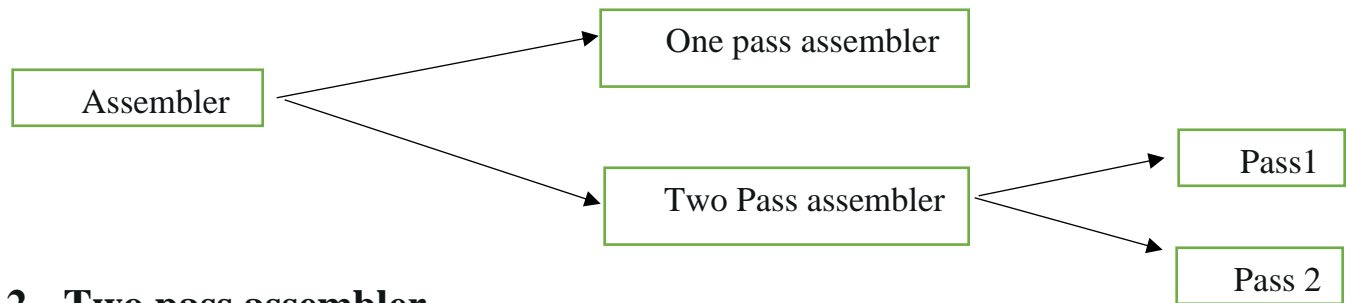 One pass assembler
Assembler
Pass1
Two Pass assembler
Pass 2
2. Two pass assembler